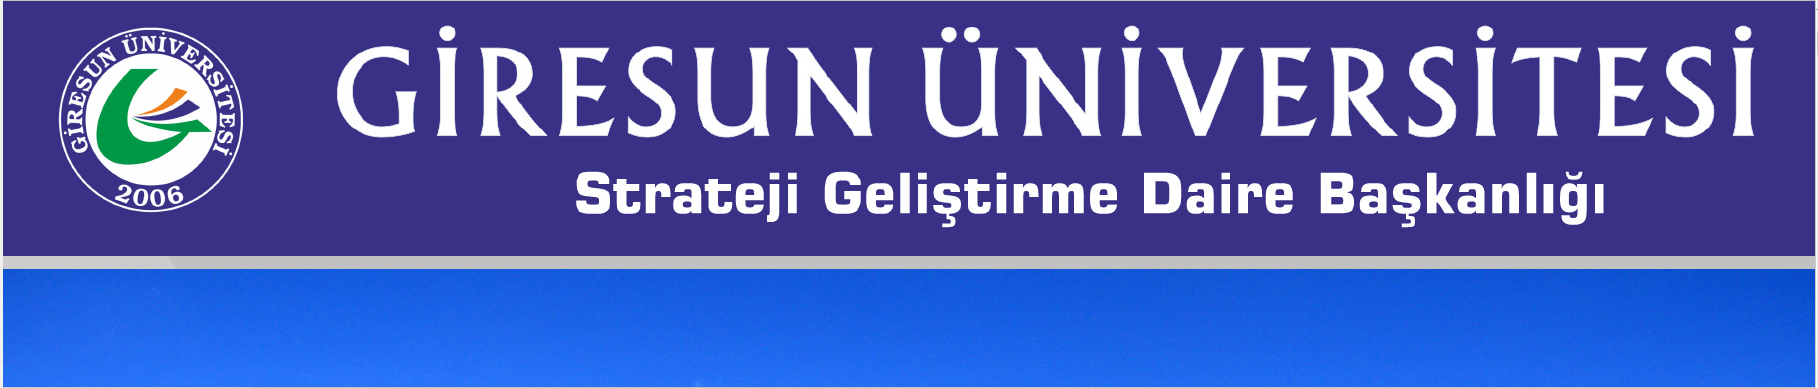 GİRESUN ÜNİVERSİTESİ
2006
GİRESUN ÜNİVERSİTESİ
Strateji Geliştirme Daire Başkanlığı